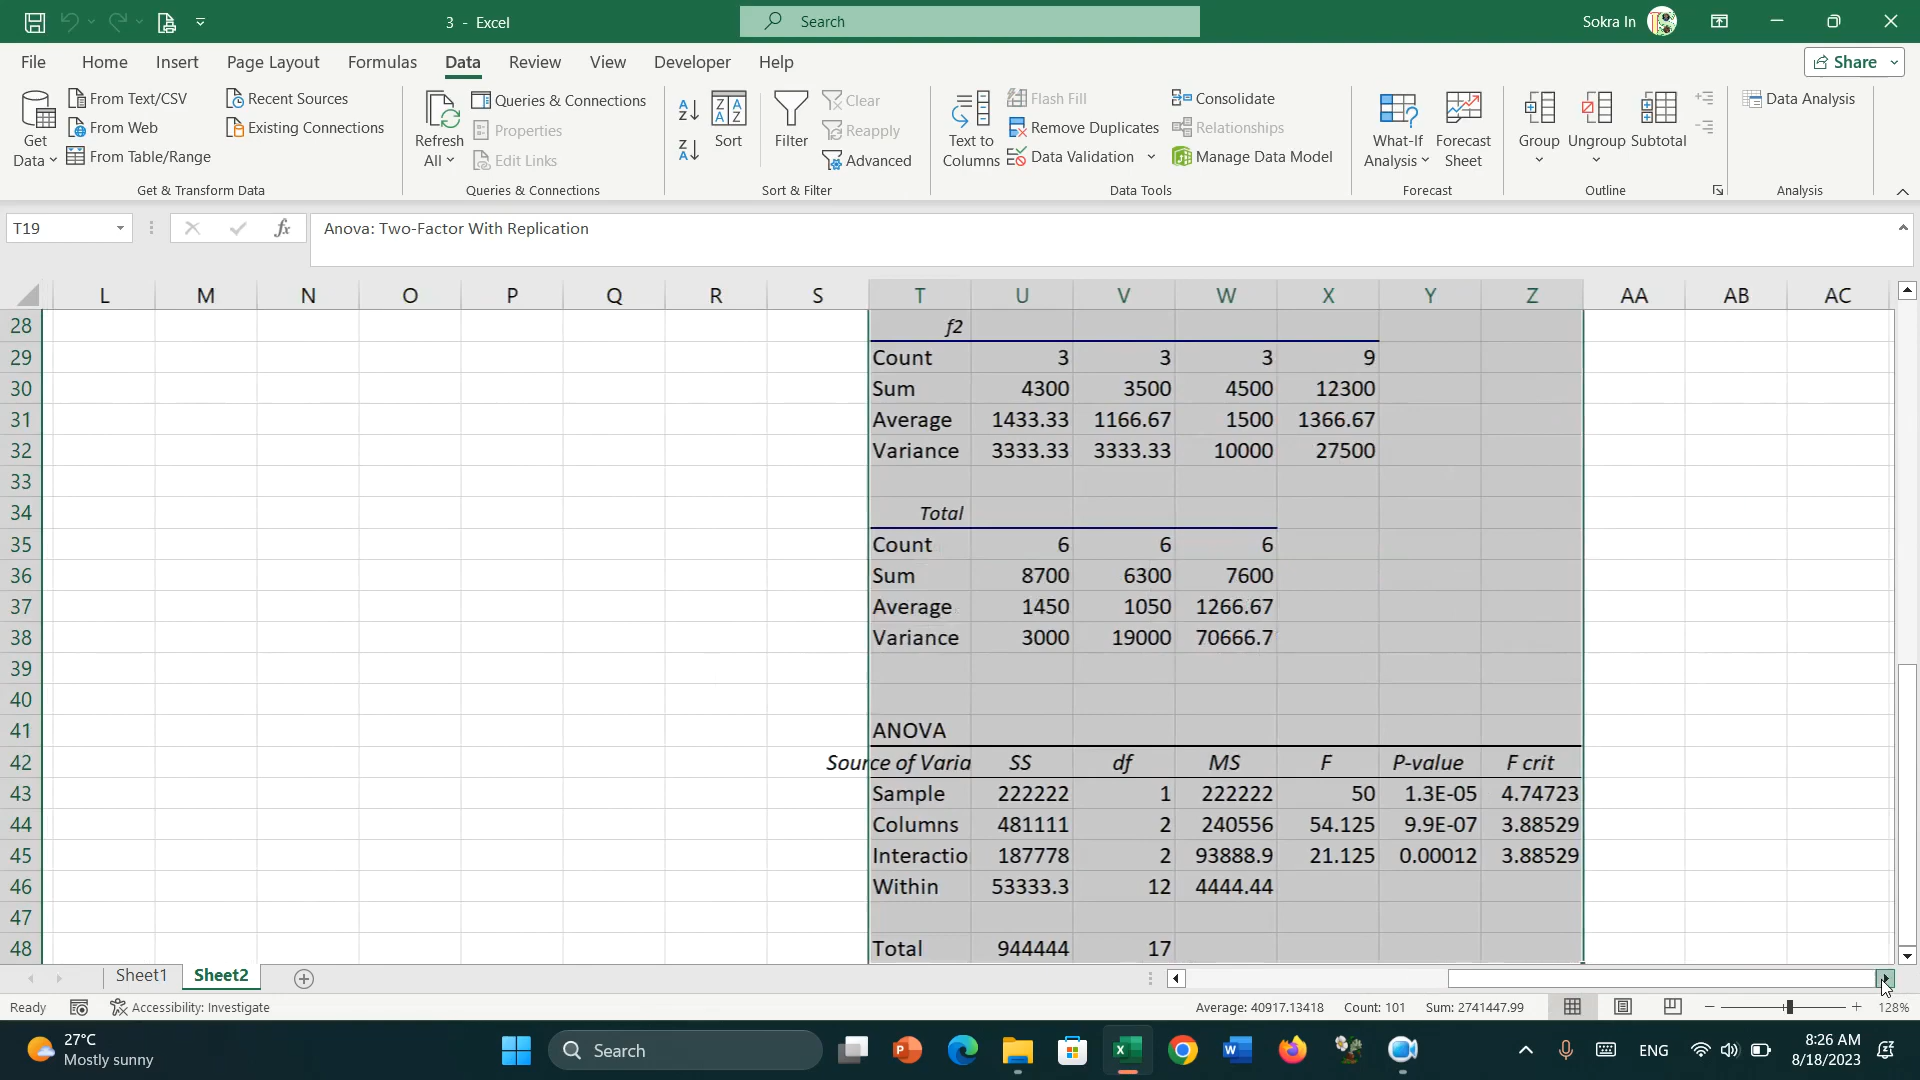 3 - Excel
Search
Sokra In
File Home Insert Page Layout Formulas Data Review View Developer Help
Share
Get Data
From Text/CSV
From Web
From Table/Range
Recent Sources
Existing Connections
Get & Transform Data
Refresh All
Queries & Connections
Properties
Edit Links
Queries & Connections
Sort
Filter
Clear
Reapply
Advanced
Sort & Filter
Text to Columns
Flash Fill
Remove Duplicates
Data Validation
Consolidate
Relationships
Manage Data Model
Data Tools
What-If Analysis
Forecast Sheet
Forecast
Group
Ungroup
Subtotal
Outline
Data Analysis
Analysis
T19
fx
Anova: Two-Factor With Replication
L M N O P Q R S T U V W X Y Z AA AB AC
28 f2
29 Count 3 3 3 9
30 Sum 4300 3500 4500 12300
31 Average 1433.33 1166.67 1500 1366.67
32 Variance 3333.33 3333.33 10000 27500
33
34 Total
35 Count 6 6 6
36 Sum 8700 6300 7600
37 Average 1450 1050 1266.67
38 Variance 3000 19000 70666.7
39
40
41 ANOVA
42 Source of Varia SS df MS F P-value F crit
43 Sample 222222 1 222222 50 1.3E-05 4.74723
44 Columns 481111 2 240556 54.125 9.9E-07 3.88529
45 Interactio 187778 2 93888.9 21.125 0.00012 3.88529
46 Within 53333.3 12 4444.44
47
48 Total 944444 17
Sheet1 Sheet2
Ready Accessibility: Investigate Average: 40917.13418 Count: 101 Sum: 2741447.99 128%
27°C
Mostly sunny
Search
ENG
8:26 AM
8/18/2023